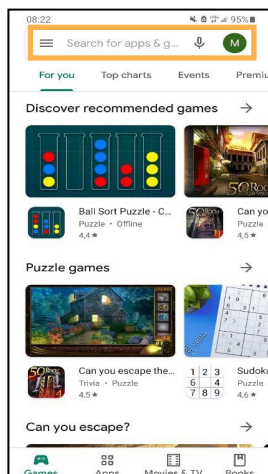 08:22 95%
Search for apps & g... M
For you Top charts Events Premiu
Discover recommended games →
50 ROO
Ball Sort Puzzle - C...
Puzzle • Offline
4,4 ★
Can yo
Puzzle
4,5 ★
Puzzle games →
Can you escape the...
Trivia • Puzzle
4,5 ★
1 2 3
6 4
7 8 9
Sudoku
Puzzle
4,6 ★
Can you escape? →
Games Apps Movies & TV Books